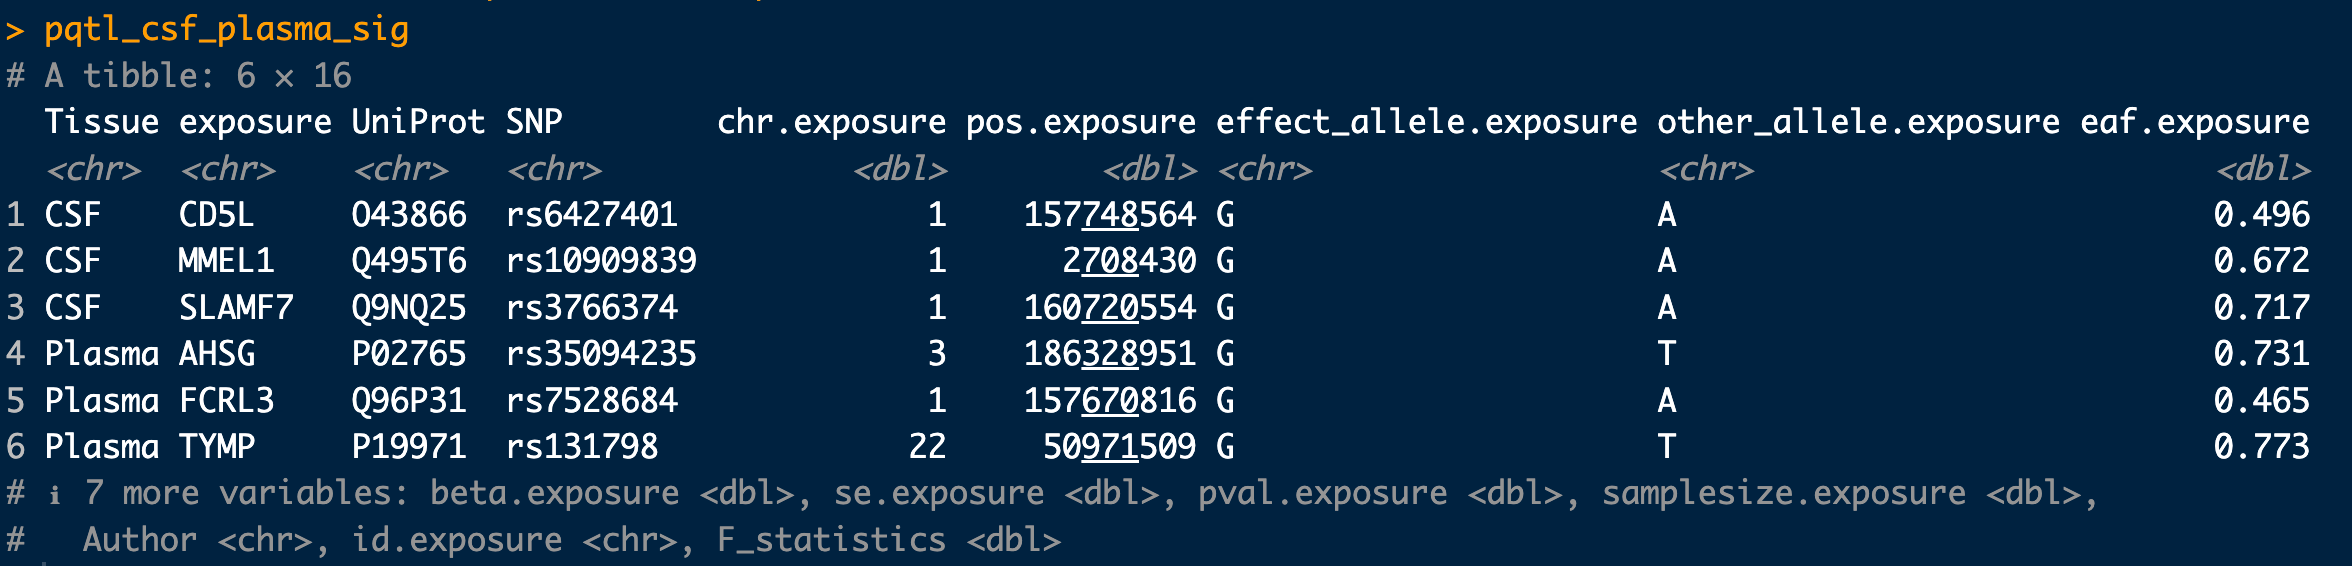 > pqtl_csf_plasma_sig
# A tibble: 6 × 16
  Tissue exposure UniProt SNP        chr.exposure pos.exposure effect_allele.exposure other_allele.exposure eaf.exposure
  <chr>  <chr>    <chr>   <chr>             <dbl>        <dbl> <chr>                  <chr>                        <dbl>
1 CSF    CD5L     O43866  rs6427401             1    157748564 G                      A                            0.496
2 CSF    MMEL1    Q495T6  rs10909839            1      2708430 G                      A                            0.672
3 CSF    SLAMF7   Q9NQ25  rs3766374             1    160720554 G                      A                            0.717
4 Plasma AHSG     P02765  rs35094235            3    186328951 G                      T                            0.731
5 Plasma FCRL3    Q96P31  rs7528684             1    157670816 G                      A                            0.465
6 Plasma TYMP     P19971  rs131798             22     50971509 G                      T                            0.773
# ℹ 7 more variables: beta.exposure <dbl>, se.exposure <dbl>, pval.exposure <dbl>, samplesize.exposure <dbl>,
#   Author <chr>, id.exposure <chr>, F_statistics <dbl>